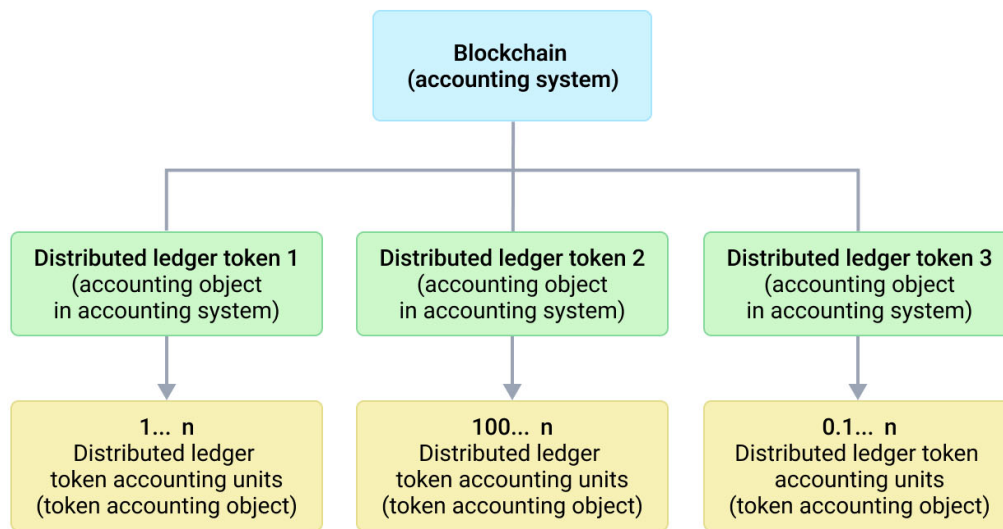 Blockchain
(accounting system)
Distributed ledger token 1
(accounting object
in accounting system)
Distributed ledger token 2
(accounting object
in accounting system)
Distributed ledger token 3
(accounting object
in accounting system)
1... n
Distributed ledger
token accounting units
(token accounting object)
100... n
Distributed ledger
token accounting units
(token accounting object)
0.1... n
Distributed ledger token
accounting units
(token accounting object)